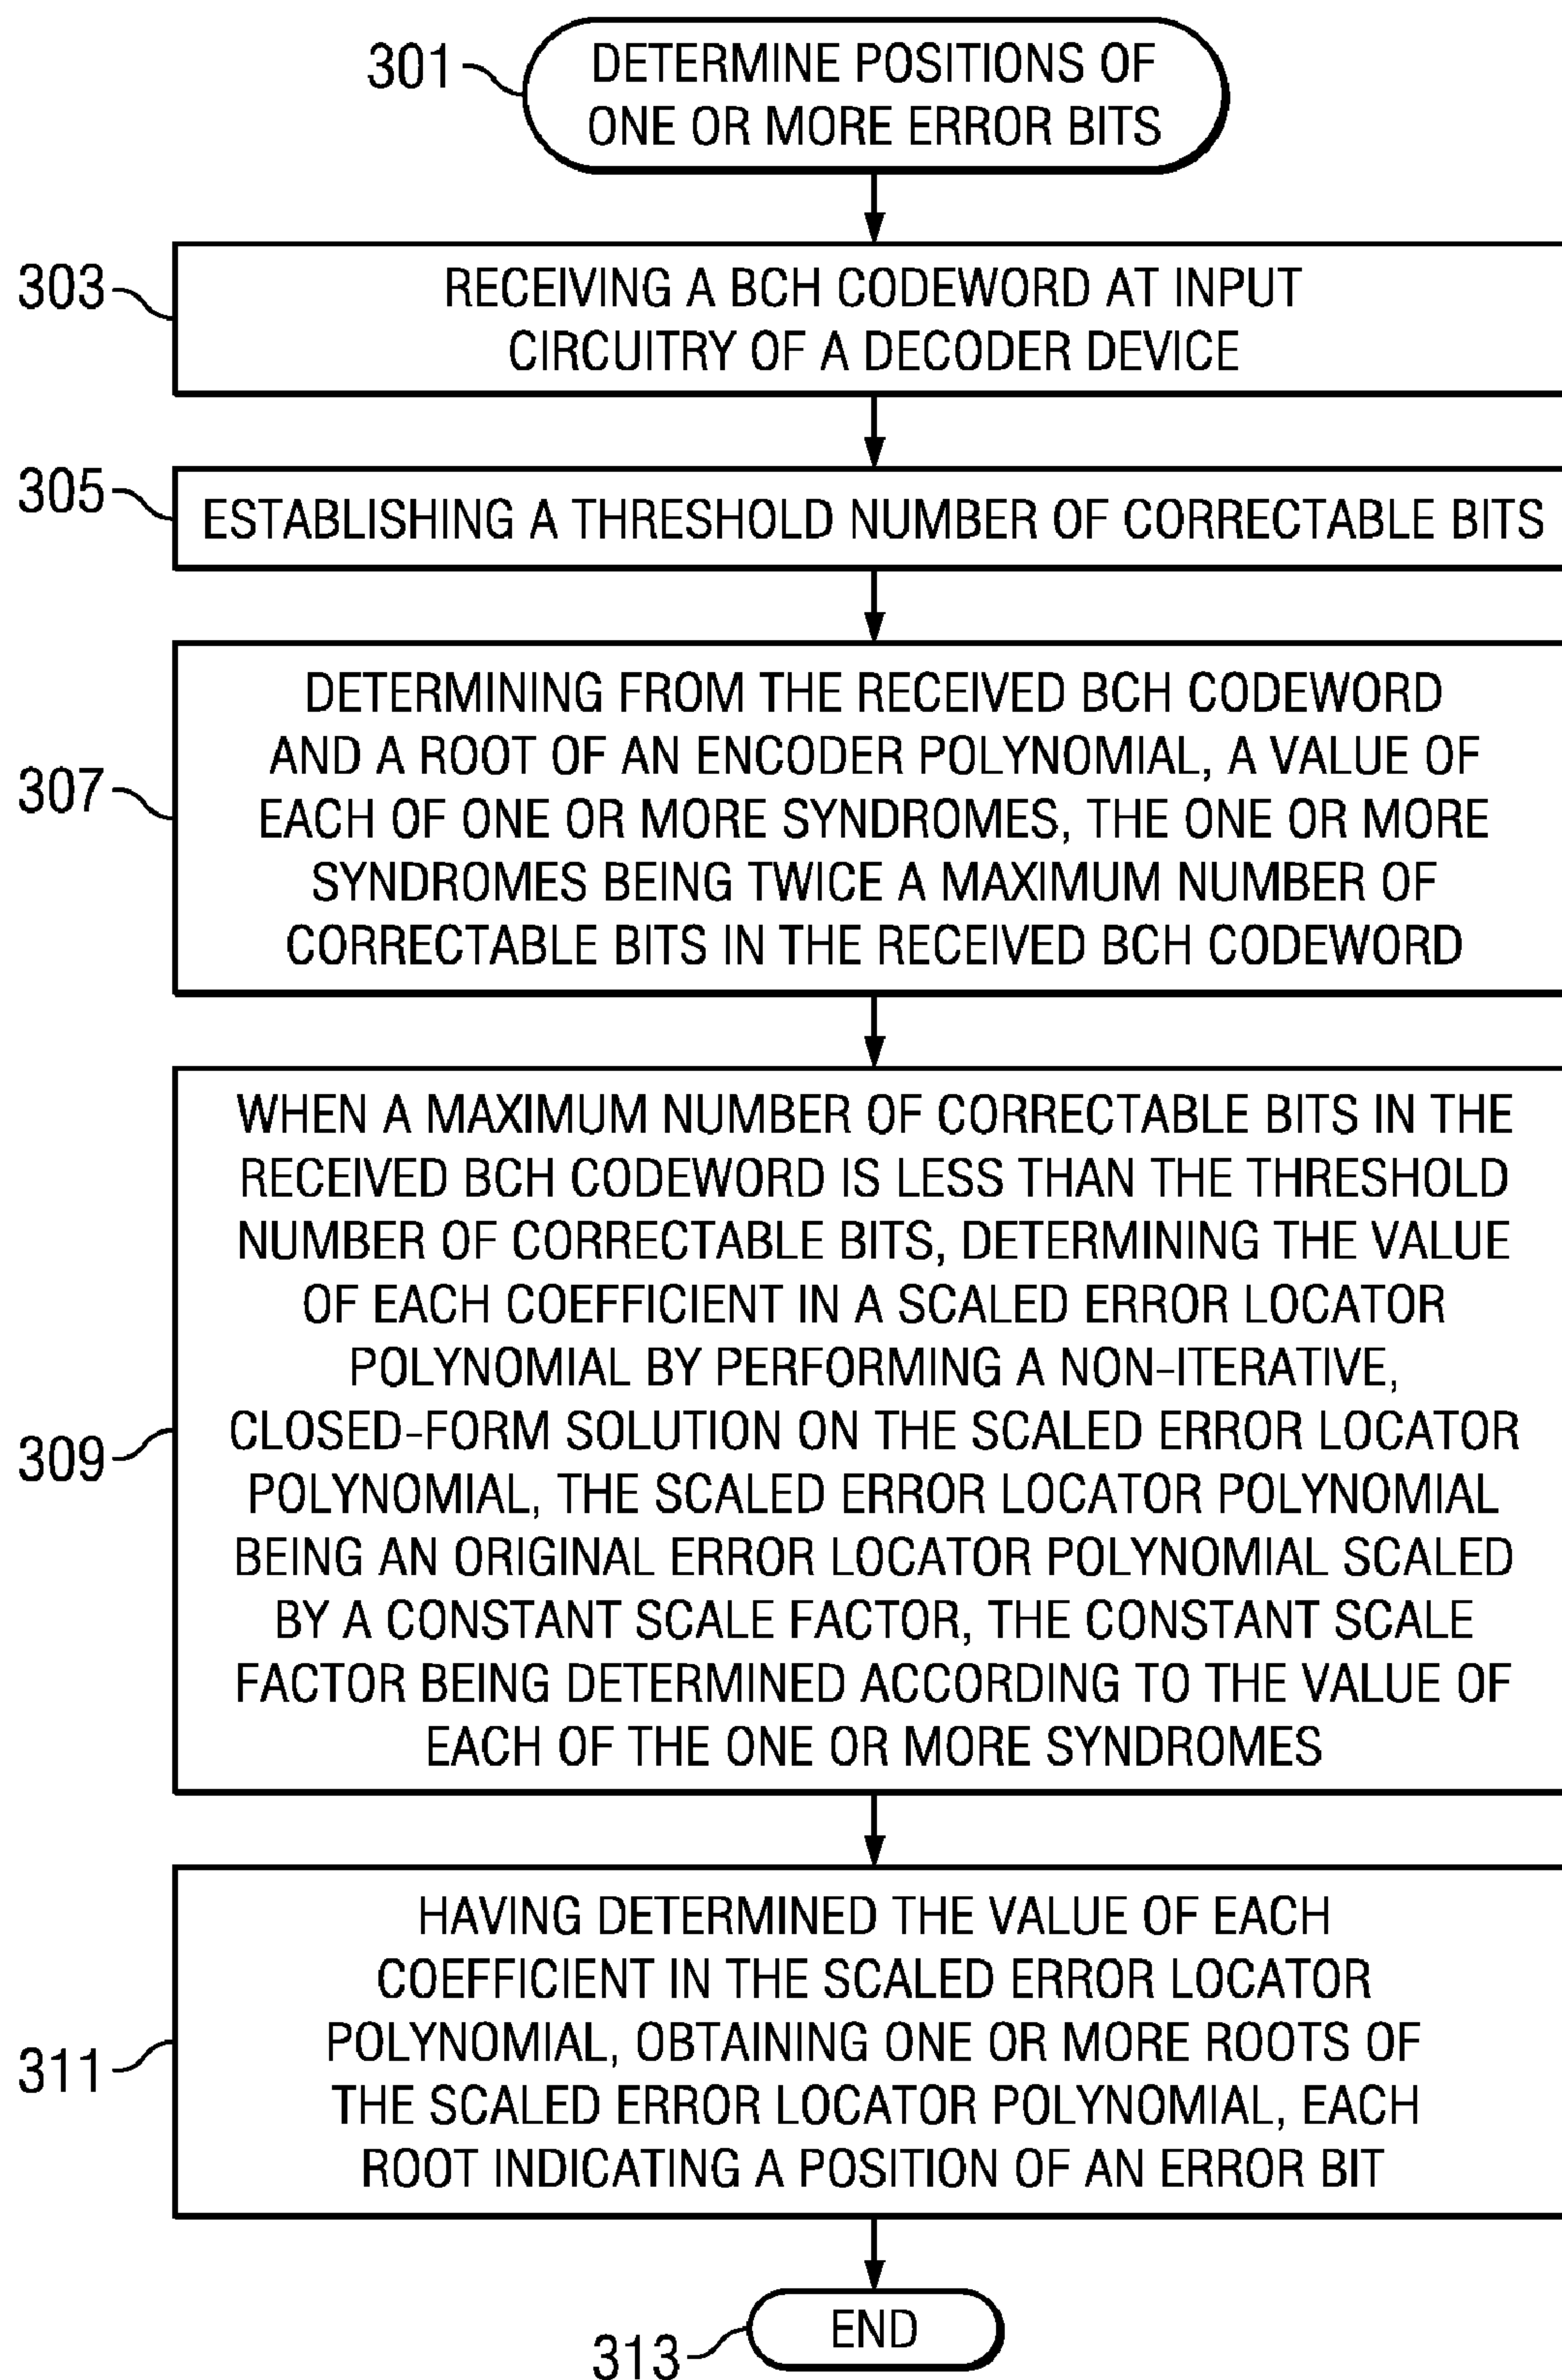 301
DETERMINE POSITIONS OF
ONE OR MORE ERROR BITS
303
RECEIVING A BCH CODEWORD AT INPUT
CIRCUITRY OF A DECODER DEVICE
305
ESTABLISHING A THRESHOLD NUMBER OF CORRECTABLE BITS
307
DETERMINING FROM THE RECEIVED BCH CODEWORD
AND A ROOT OF AN ENCODER POLYNOMIAL, A VALUE OF
EACH OF ONE OR MORE SYNDROMES, THE ONE OR MORE
SYNDROMES BEING TWICE A MAXIMUM NUMBER OF
CORRECTABLE BITS IN THE RECEIVED BCH CODEWORD
309
WHEN A MAXIMUM NUMBER OF CORRECTABLE BITS IN THE
RECEIVED BCH CODEWORD IS LESS THAN THE THRESHOLD
NUMBER OF CORRECTABLE BITS, DETERMINING THE VALUE
OF EACH COEFFICIENT IN A SCALED ERROR LOCATOR
POLYNOMIAL BY PERFORMING A NON-ITERATIVE,
CLOSED-FORM SOLUTION ON THE SCALED ERROR LOCATOR
POLYNOMIAL, THE SCALED ERROR LOCATOR POLYNOMIAL
BEING AN ORIGINAL ERROR LOCATOR POLYNOMIAL SCALED
BY A CONSTANT SCALE FACTOR, THE CONSTANT SCALE
FACTOR BEING DETERMINED ACCORDING TO THE VALUE OF
EACH OF THE ONE OR MORE SYNDROMES
311
HAVING DETERMINED THE VALUE OF EACH
COEFFICIENT IN THE SCALED ERROR LOCATOR
POLYNOMIAL, OBTAINING ONE OR MORE ROOTS OF
THE SCALED ERROR LOCATOR POLYNOMIAL, EACH
ROOT INDICATING A POSITION OF AN ERROR BIT
313
END